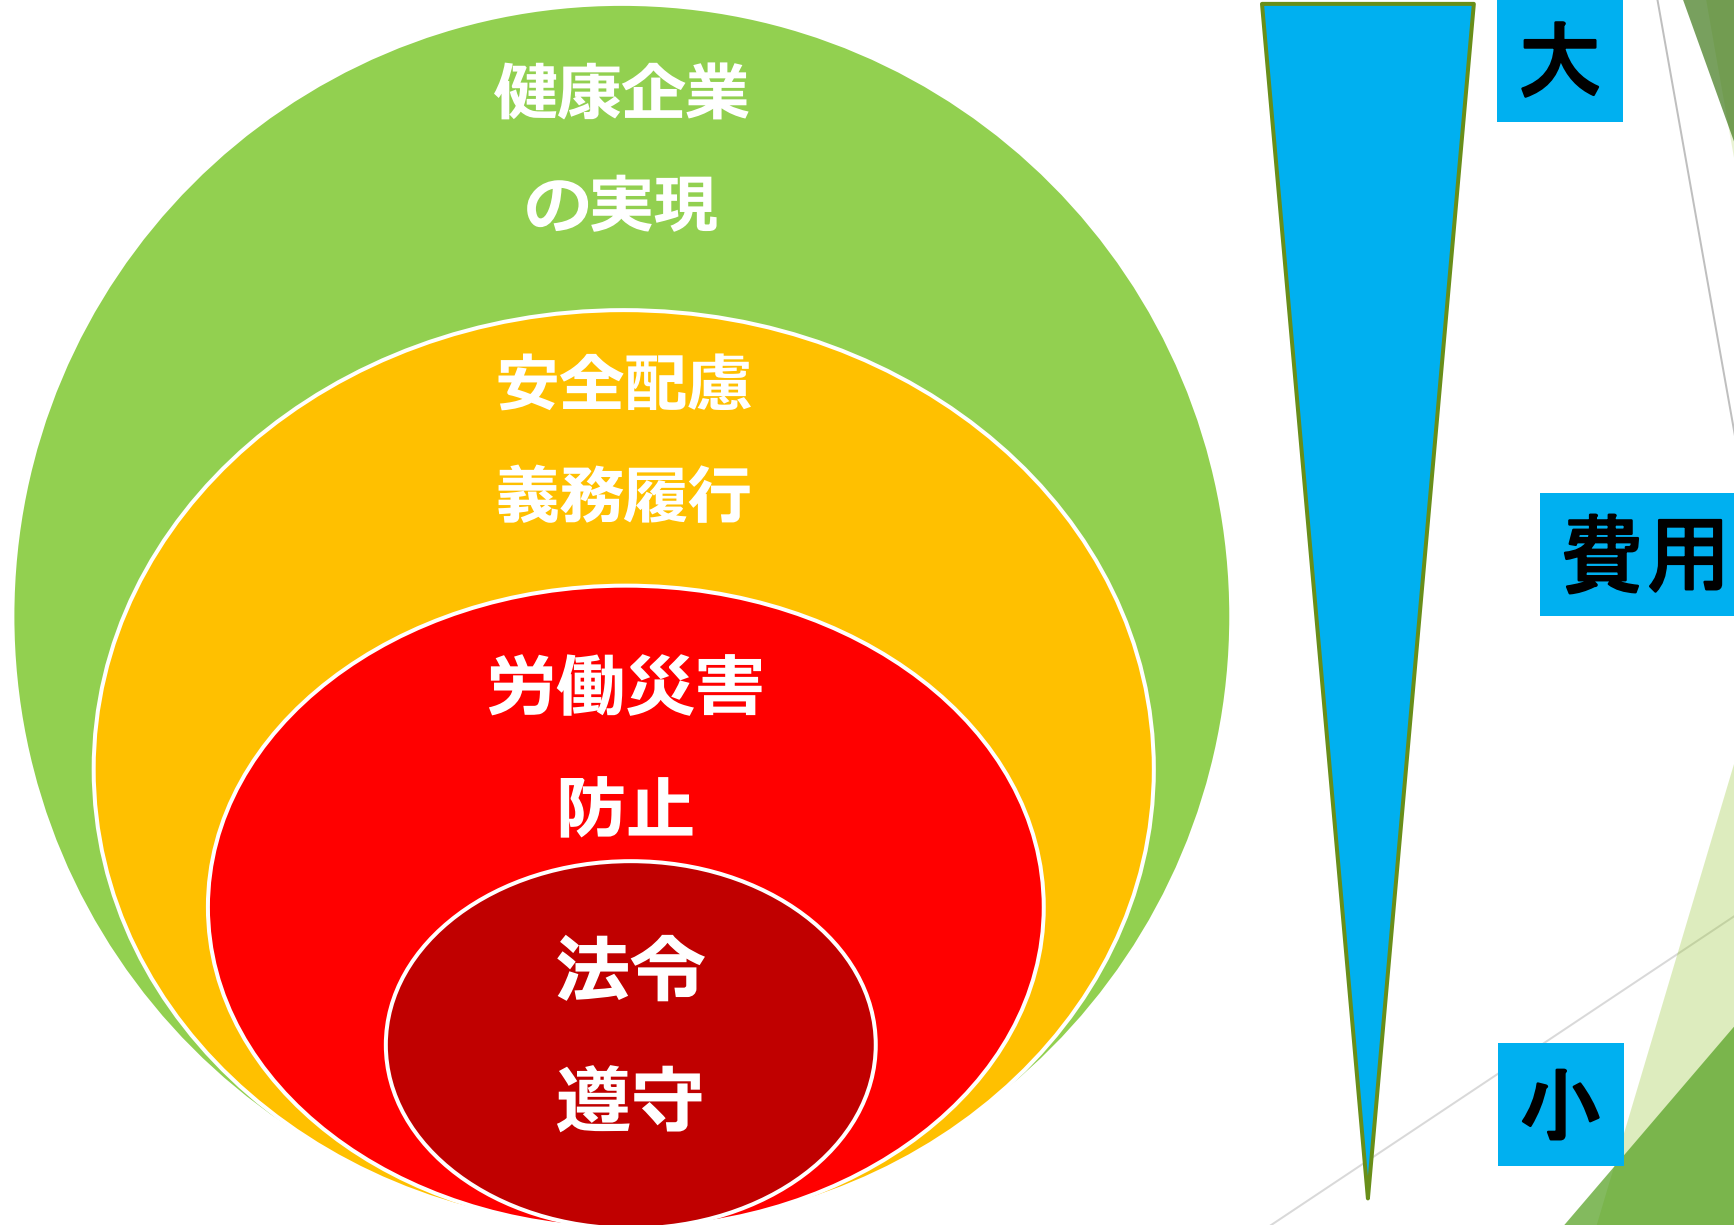 健康企業
の実現
安全配慮
義務履行
労働災害
防止
法令
遵守
大
費用
小